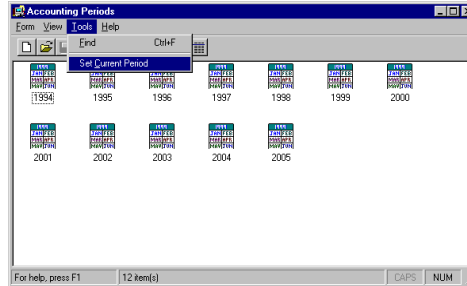 Accounting Periods
Form View Tools Help
Find Ctrl+F
Set Current Period
1994 1995 1996 1997 1998 1999 2000
2001 2002 2003 2004 2005
For help, press F1 12 item(s) CAPS NUM